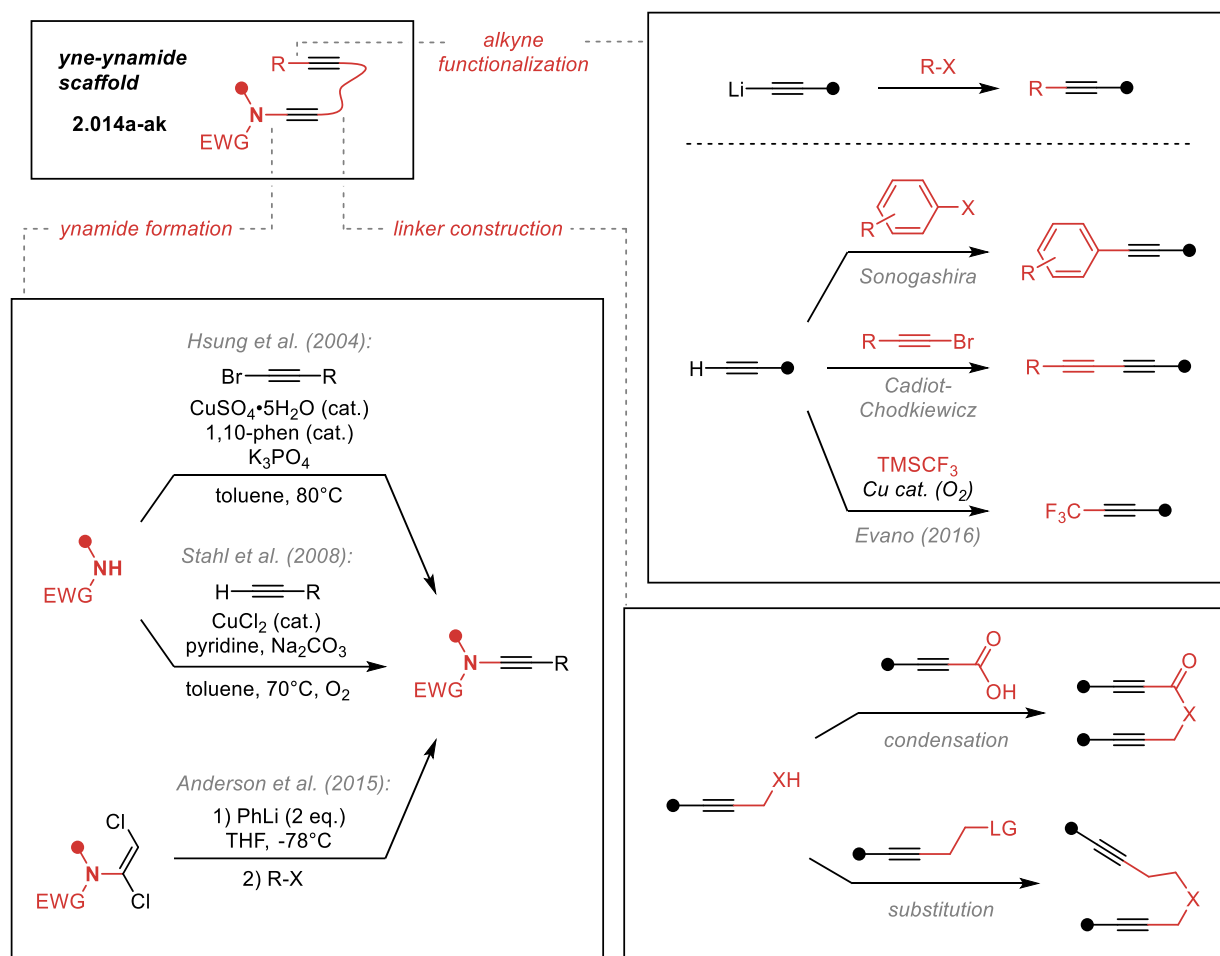 yne-ynamide
scaffold
2.014a-ak
R
N
EWG
alkyne
functionalization
ynamide formation
linker construction
Li
R-X
R
R
X
Sonogashira
R
H
R
Br
Cadiot-
Chodkiewicz
R
TMSCF3
Cu cat. (O2)
Evano (2016)
F3C
Hsung et al. (2004):
Br
R
CuSO4•5H2O (cat.)
1,10-phen (cat.)
K3PO4
toluene, 80°C
NH
EWG
Stahl et al. (2008):
H
R
CuCl2 (cat.)
pyridine, Na2CO3
toluene, 70°C, O2
N
R
EWG
Anderson et al. (2015):
1) PhLi (2 eq.)
THF, -78°C
2) R-X
Cl
N
EWG
Cl
O
OH
condensation
O
X
XH
LG
substitution
X